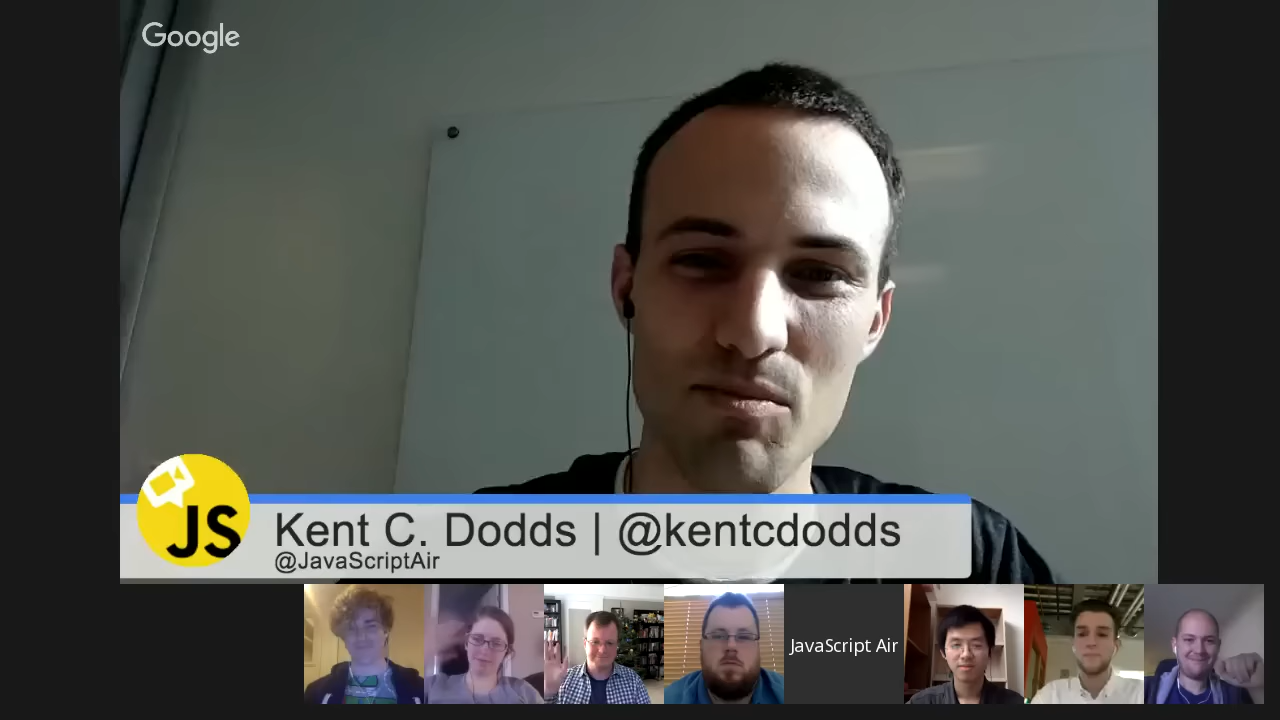 Google
JS
Kent C. Dodds | @kentcdodds
@JavaScriptAir
JavaScript Air